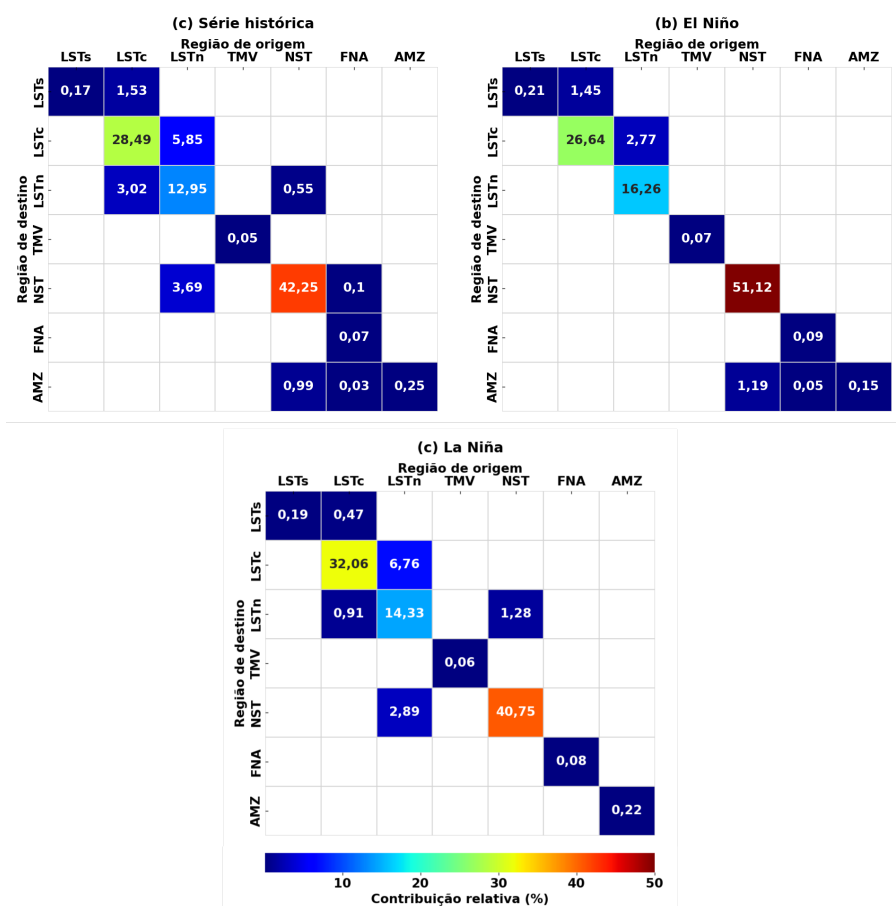 (c) Série histórica
Região de origem
LSTs LSTc LSTn TMV NST FNA AMZ
Região de destino
LSTs 0,17 1,53
LSTc 28,49 5,85
LSTn 3,02 12,95 0,55
TMV 0,05
NST 3,69 42,25 0,1
FNA 0,07
AMZ 0,99 0,03 0,25
(b) El Niño
Região de origem
LSTs LSTc LSTn TMV NST FNA AMZ
Região de destino
LSTs 0,21 1,45
LSTc 26,64 2,77
LSTn 16,26
TMV 0,07
NST 51,12
FNA 0,09
AMZ 1,19 0,05 0,15
(c) La Niña
Região de origem
LSTs LSTc LSTn TMV NST FNA AMZ
Região de destino
LSTs 0,19 0,47
LSTc 32,06 6,76
LSTn 0,91 14,33 1,28
TMV 0,06
NST 2,89 40,75
FNA 0,08
AMZ 0,22
10 20 30 40 50
Contribuição relativa (%)